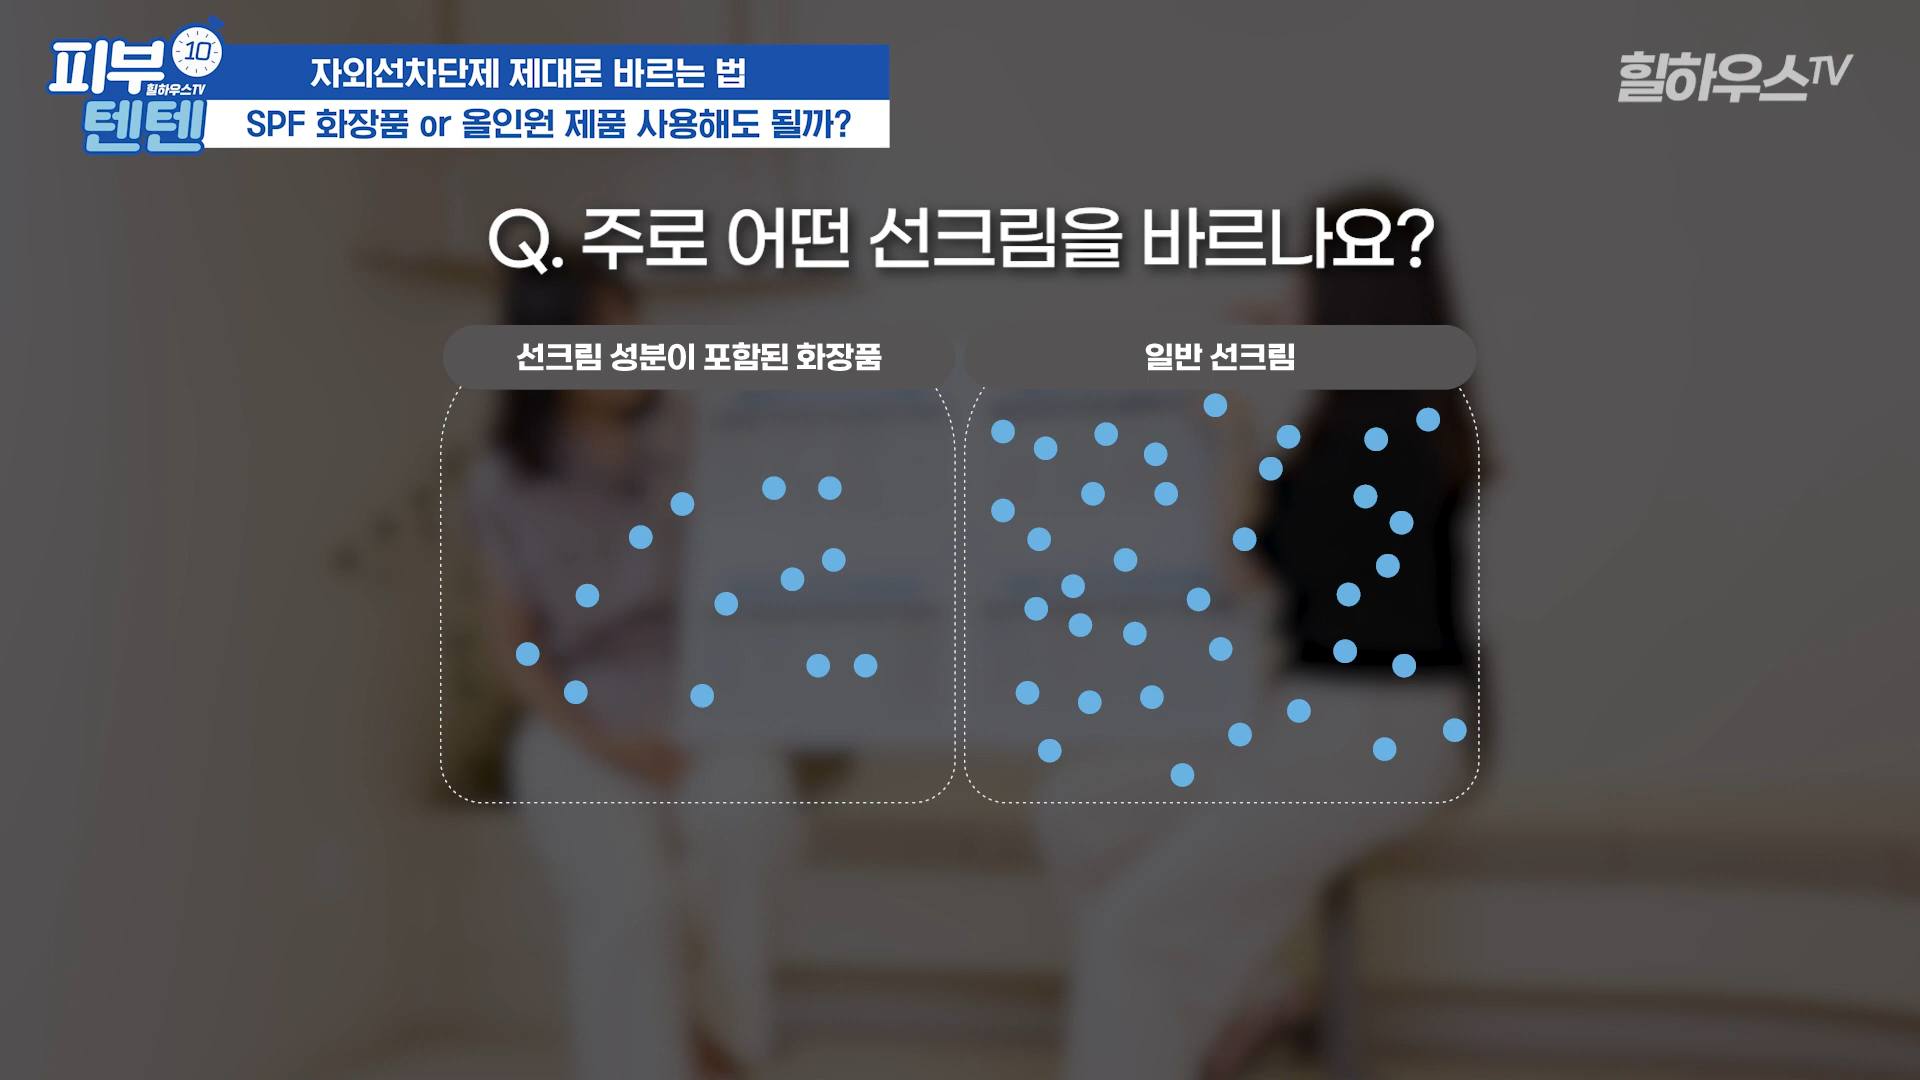 피부
10
힐하우스TV
텐텐
자외선차단제 제대로 바르는 법
SPF 화장품 or 올인원 제품 사용해도 될까?
힐하우스TV
Q. 주로 어떤 선크림을 바르나요?
선크림 성분이 포함된 화장품
일반 선크림